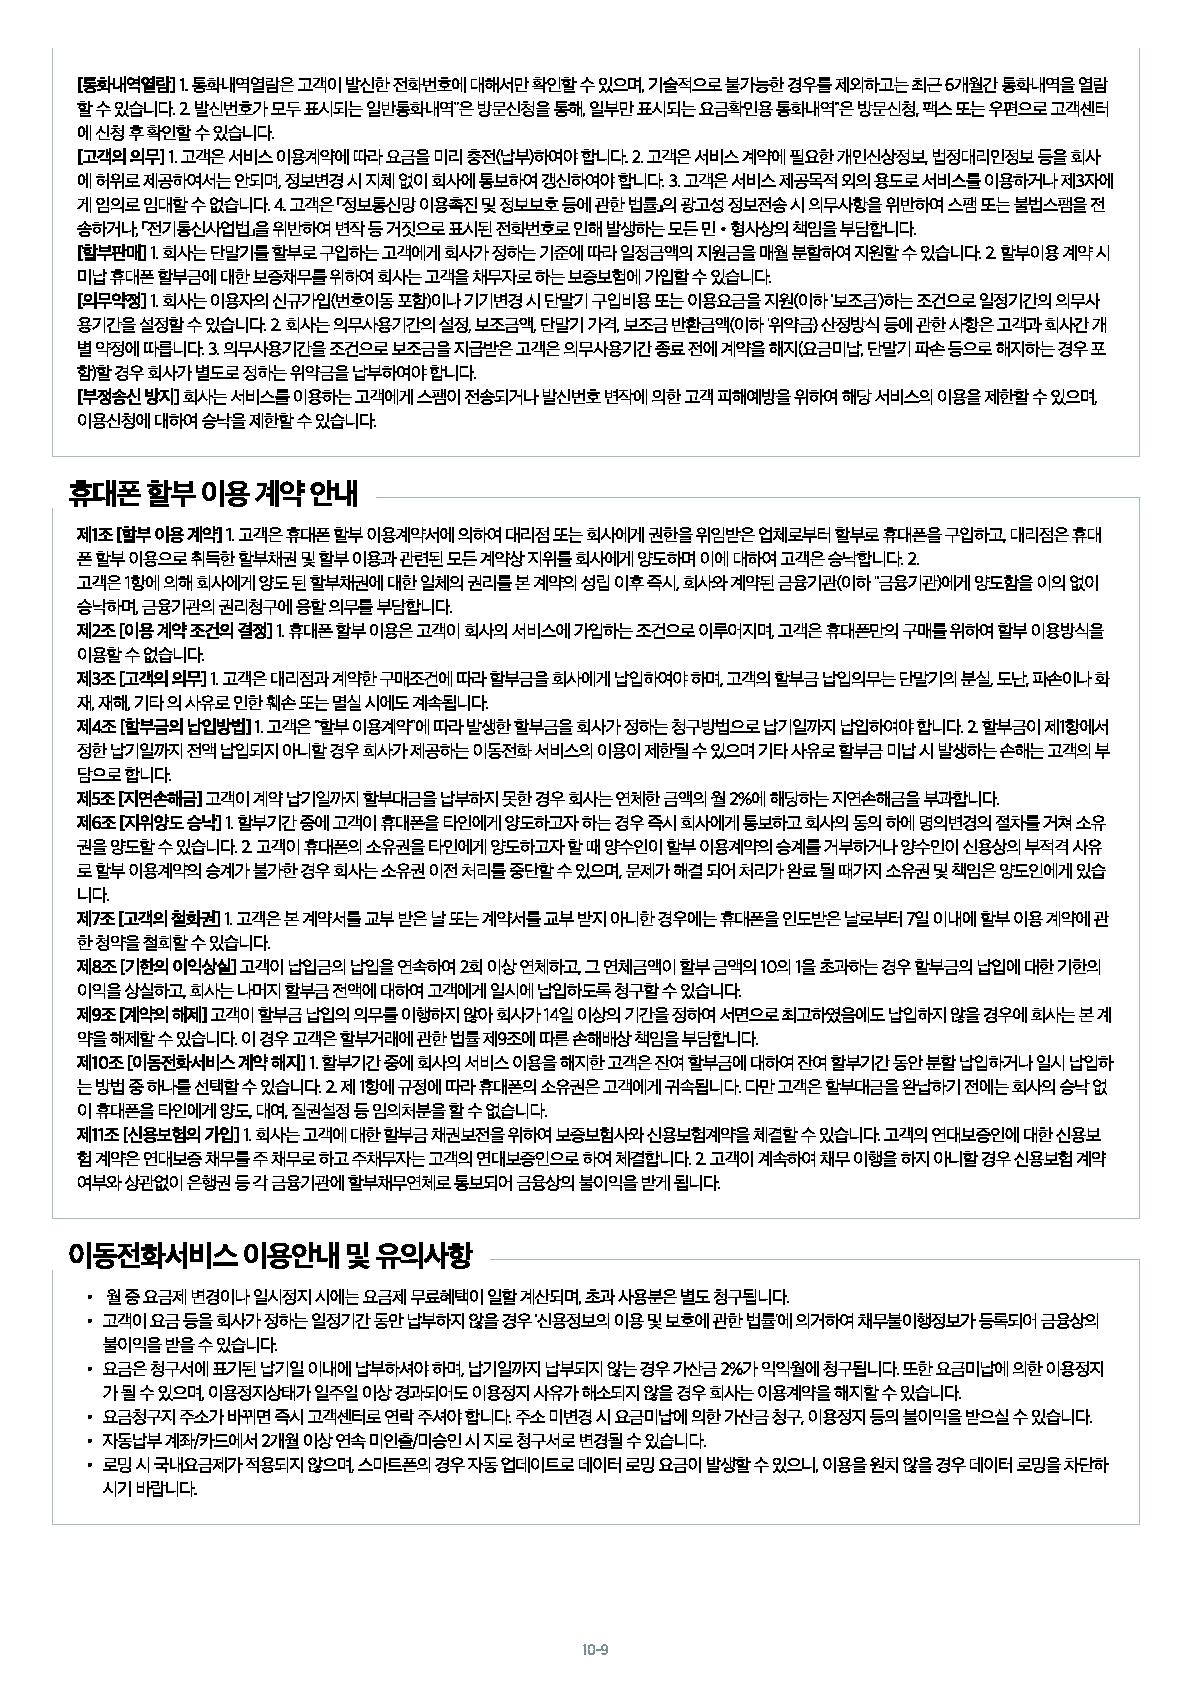 [통화내역열람] 1. 통화내역열람은 고객이 발신한 전화번호에 대해서만 확인할 수 있으며, 기술적으로 불가능한 경우를 제외하고는 최근 6개월간 통화내역을 열람
할 수 있습니다. 2. 발신번호가 모두 표시되는 일반통화내역"은 방문신청을 통해, 일부만 표시되는 요금확인용 통화내역"은 방문신청, 팩스 또는 우편으로 고객센터
에 신청 후 확인할 수 있습니다.
[고객의 의무] 1. 고객은 서비스 이용계약에 따라 요금을 미리 충전(납부)하여야 합니다. 2. 고객은 서비스 계약에 필요한 개인신상정보, 법정대리인정보 등을 회사
에 허위로 제공하여서는 안되며, 정보변경 시 지체 없이 회사에 통보하여 갱신하여야 합니다. 3. 고객은 서비스 제공목적 외의 용도로 서비스를 이용하거나 제3자에
게 임의로 임대할 수 없습니다. 4. 고객은 「정보통신망 이용촉진 및 정보보호 등에 관한 법률」의 광고성 정보전송 시 의무사항을 위반하여 스팸 또는 불법스팸을 전
송하거나, 「전기통신사업법」을 위반하여 변작 등 거짓으로 표시된 전화번호로 인해 발생하는 모든 민・형사상의 책임을 부담합니다.
[할부판매] 1. 회사는 단말기를 할부로 구입하는 고객에게 회사가 정하는 기준에 따라 일정금액의 지원금을 매월 분할하여 지원할 수 있습니다. 2. 할부이용 계약 시
미납 휴대폰 할부금에 대한 보증채무를 위하여 회사는 고객을 채무자로 하는 보증보험에 가입할 수 있습니다.
[의무약정] 1. 회사는 이용자의 신규가입(번호이동 포함)이나 기기변경 시 단말기 구입비용 또는 이용요금을 지원(이하 '보조금')하는 조건으로 일정기간의 의무사
용기간을 설정할 수 있습니다. 2. 회사는 의무사용기간의 설정, 보조금액, 단말기 가격, 보조금 반환금액(이하 '위약금') 산정방식 등에 관한 사항은 고객과 회사간 개
별 약정에 따릅니다. 3. 의무사용기간을 조건으로 보조금을 지급받은 고객은 의무사용기간 종료 전에 계약을 해지(요금미납, 단말기 파손 등으로 해지하는 경우 포
함)할 경우 회사가 별도로 정하는 위약금을 납부하여야 합니다.
[부정송신 방지] 회사는 서비스를 이용하는 고객에게 스팸이 전송되거나 발신번호 변작에 의한 고객 피해예방을 위하여 해당 서비스의 이용을 제한할 수 있으며,
이용신청에 대하여 승낙을 제한할 수 있습니다.
휴대폰 할부 이용 계약 안내
제1조 [할부 이용 계약] 1. 고객은 휴대폰 할부 이용계약서에 의하여 대리점 또는 회사에게 권한을 위임받은 업체로부터 할부로 휴대폰을 구입하고, 대리점은 휴대
폰 할부 이용으로 취득한 할부채권 및 할부 이용과 관련된 모든 계약상 지위를 회사에게 양도하며 이에 대하여 고객은 승낙합니다. 2.
고객은 1항에 의해 회사에게 양도 된 할부채권에 대한 일체의 권리를 본 계약의 성립 이후 즉시, 회사와 계약된 금융기관(이하 "금융기관)에게 양도함을 이의 없이
승낙하며, 금융기관의 권리청구에 응할 의무를 부담합니다.
제2조 [이용 계약 조건의 결정] 1. 휴대폰 할부 이용은 고객이 회사의 서비스에 가입하는 조건으로 이루어지며, 고객은 휴대폰만의 구매를 위하여 할부 이용방식을
이용할 수 없습니다.
제3조 [고객의 의무] 1. 고객은 대리점과 계약한 구매조건에 따라 할부금을 회사에게 납입하여야 하며, 고객의 할부금 납입의무는 단말기의 분실, 도난, 파손이나 화
재, 재해, 기타 의 사유로 인한 훼손 또는 멸실 시에도 계속됩니다.
제4조 [할부금의 납입방법] 1. 고객은 "할부 이용계약"에 따라 발생한 할부금을 회사가 정하는 청구방법으로 납기일까지 납입하여야 합니다. 2. 할부금이 제1항에서
정한 납기일까지 전액 납입되지 아니할 경우 회사가 제공하는 이동전화 서비스의 이용이 제한될 수 있으며 기타 사유로 할부금 미납 시 발생하는 손해는 고객의 부
담으로 합니다.
제5조 [지연손해금] 고객이 계약 납기일까지 할부대금을 납부하지 못한 경우 회사는 연체한 금액의 월 2%에 해당하는 지연손해금을 부과합니다.
제6조 [지위양도 승낙] 1. 할부기간 중에 고객이 휴대폰을 타인에게 양도하고자 하는 경우 즉시 회사에게 통보하고 회사의 동의 하에 명의변경의 절차를 거쳐 소유
권을 양도할 수 있습니다. 2. 고객이 휴대폰의 소유권을 타인에게 양도하고자 할 때 양수인이 할부 이용계약의 승계를 거부하거나 양수인이 신용상의 부적격 사유
로 할부 이용계약의 승계가 불가한 경우 회사는 소유권 이전 처리를 중단할 수 있으며, 문제가 해결 되어 처리가 완료 될 때가지 소유권 및 책임은 양도인에게 있습
니다.
제7조 [고객의 철회권] 1. 고객은 본 계약서를 교부 받은 날 또는 계약서를 교부 받지 아니한 경우에는 휴대폰을 인도받은 날로부터 7일 이내에 할부 이용 계약에 관
한 청약을 철회할 수 있습니다.
제8조 [기한의 이익상실] 고객이 납입금의 납입을 연속하여 2회 이상 연체하고, 그 연체금액이 할부 금액의 10의 1을 초과하는 경우 할부금의 납입에 대한 기한의
이익을 상실하고, 회사는 나머지 할부금 전액에 대하여 고객에게 일시에 납입하도록 청구할 수 있습니다.
제9조 [계약의 해제] 고객이 할부금 납입의 의무를 이행하지 않아 회사가 14일 이상의 기간을 정하여 서면으로 최고하였음에도 납입하지 않을 경우에 회사는 본 계
약을 해제할 수 있습니다. 이 경우 고객은 할부거래에 관한 법률 제9조에 따른 손해배상 책임을 부담합니다.
제10조 [이동전화서비스 계약 해지] 1. 할부기간 중에 회사의 서비스 이용을 해지한 고객은 잔여 할부금에 대하여 잔여 할부기간 동안 분할 납입하거나 일시 납입하
는 방법 중 하나를 선택할 수 있습니다. 2. 제 1항에 규정에 따라 휴대폰의 소유권은 고객에게 귀속됩니다. 다만 고객은 할부대금을 완납하기 전에는 회사의 승낙 없
이 휴대폰을 타인에게 양도, 대여, 질권설정 등 임의처분을 할 수 없습니다.
제11조 [신용보험의 가입] 1. 회사는 고객에 대한 할부금 채권보전을 위하여 보증보험사와 신용보험계약을 체결할 수 있습니다. 고객의 연대보증인에 대한 신용보
험 계약은 연대보증 채무를 주 채무로 하고 주채무자는 고객의 연대보증인으로 하여 체결합니다. 2. 고객이 계속하여 채무 이행을 하지 아니할 경우 신용보험 계약
여부와 상관없이 은행권 등 각 금융기관에 할부채무연체로 통보되어 금융상의 불이익을 받게 됩니다.
이동전화서비스 이용안내 및 유의사항
• 월 중 요금제 변경이나 일시정지 시에는 요금제 무료혜택이 일할 계산되며, 초과 사용분은 별도 청구됩니다.
• 고객이 요금 등을 회사가 정하는 일정기간 동안 납부하지 않을 경우 '신용정보의 이용 및 보호에 관한 법률'에 의거하여 채무불이행정보가 등록되어 금융상의
불이익을 받을 수 있습니다.
• 요금은 청구서에 표기된 납기일 이내에 납부하셔야 하며, 납기일까지 납부되지 않는 경우 가산금 2%가 익익월에 청구됩니다. 또한 요금미납에 의한 이용정지
가 될 수 있으며, 이용정지상태가 일주일 이상 경과되어도 이용정지 사유가 해소되지 않을 경우 회사는 이용계약을 해지할 수 있습니다.
• 요금청구지 주소가 바뀌면 즉시 고객센터로 연락 주셔야 합니다. 주소 미변경 시 요금미납에 의한 가산금 청구, 이용정지 등의 불이익을 받으실 수 있습니다.
• 자동납부 계좌/카드에서 2개월 이상 연속 미인출/미승인 시 지로 청구서로 변경될 수 있습니다.
• 로밍 시 국내요금제가 적용되지 않으며, 스마트폰의 경우 자동 업데이트로 데이터 로밍 요금이 발생할 수 있으니, 이용을 원치 않을 경우 데이터 로밍을 차단하
시기 바랍니다.
10-9